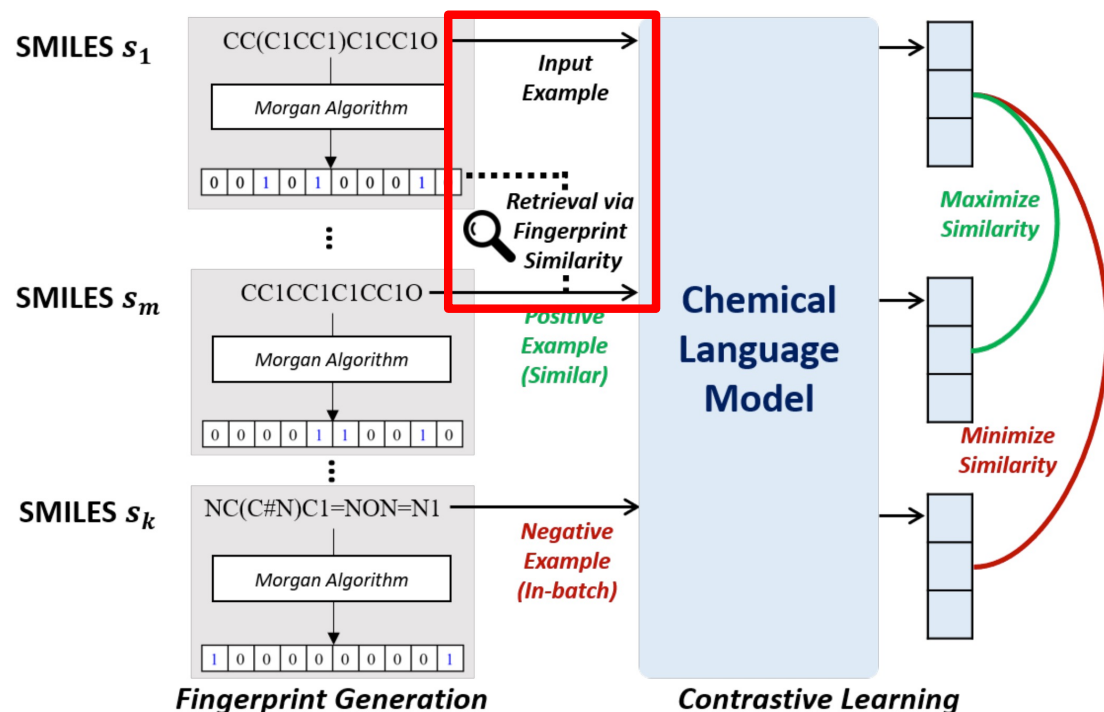 SMILES s₁
CC(C1CC1)C1CC1O
Morgan Algorithm
0 0 1 0 1 0 0 0 1 0
Input
Example
Retrieval via
Fingerprint
Similarity
SMILES sₘ
CC1CC1C1CC1O
Morgan Algorithm
0 0 0 0 1 1 0 0 1 0
Positive
Example
(Similar)
SMILES sₖ
NC(C#N)C1=NON=N1
Morgan Algorithm
1 0 0 0 0 0 0 0 0 1
Negative
Example
(In-batch)
Chemical
Language
Model
Maximize
Similarity
Minimize
Similarity
Fingerprint Generation
Contrastive Learning